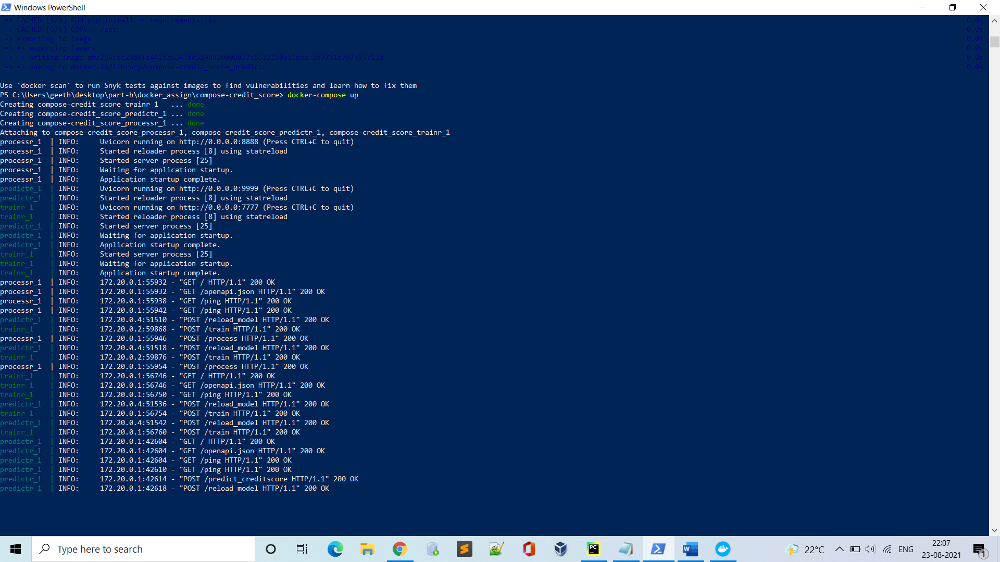 Windows PowerShell
=> CACHED [5/6] RUN pip install -r requirements.txt 0.0s
=> CACHED [6/6] COPY . /app 0.0s
=> exporting to image 0.0s
=> => exporting layers 0.0s
=> => writing image sha256:cc20b9fc442da634fdd5298820b95857c6522159a51bcaf3d7751b797e95713d 0.0s
=> => naming to docker.io/library/compose-credit_score_predictr 0.0s
Use 'docker scan' to run Snyk tests against images to find vulnerabilities and learn how to fix them
PS C:\Users\geeth\desktop\part-b\docker_assign\compose-credit_score> docker-compose up
Creating compose-credit_score_trainr_1   ... done
Creating compose-credit_score_predictr_1 ... done
Creating compose-credit_score_processr_1 ... done
Attaching to compose-credit_score_processr_1, compose-credit_score_predictr_1, compose-credit_score_trainr_1
processr_1  | INFO:     Uvicorn running on http://0.0.0.0:8888 (Press CTRL+C to quit)
processr_1  | INFO:     Started reloader process [8] using statreload
processr_1  | INFO:     Started server process [25]
processr_1  | INFO:     Waiting for application startup.
processr_1  | INFO:     Application startup complete.
predictr_1  | INFO:     Uvicorn running on http://0.0.0.0:9999 (Press CTRL+C to quit)
predictr_1  | INFO:     Started reloader process [8] using statreload
trainr_1    | INFO:     Uvicorn running on http://0.0.0.0:7777 (Press CTRL+C to quit)
trainr_1    | INFO:     Started reloader process [8] using statreload
predictr_1  | INFO:     Started server process [25]
predictr_1  | INFO:     Waiting for application startup.
predictr_1  | INFO:     Application startup complete.
trainr_1    | INFO:     Started server process [25]
trainr_1    | INFO:     Waiting for application startup.
trainr_1    | INFO:     Application startup complete.
processr_1  | INFO:     172.20.0.1:55932 - "GET / HTTP/1.1" 200 OK
processr_1  | INFO:     172.20.0.1:55932 - "GET /openapi.json HTTP/1.1" 200 OK
processr_1  | INFO:     172.20.0.1:55938 - "GET /ping HTTP/1.1" 200 OK
processr_1  | INFO:     172.20.0.1:55942 - "GET /ping HTTP/1.1" 200 OK
predictr_1  | INFO:     172.20.0.4:51510 - "POST /reload_model HTTP/1.1" 200 OK
trainr_1    | INFO:     172.20.0.2:59868 - "POST /train HTTP/1.1" 200 OK
processr_1  | INFO:     172.20.0.1:55946 - "POST /process HTTP/1.1" 200 OK
predictr_1  | INFO:     172.20.0.4:51518 - "POST /reload_model HTTP/1.1" 200 OK
trainr_1    | INFO:     172.20.0.2:59876 - "POST /train HTTP/1.1" 200 OK
processr_1  | INFO:     172.20.0.1:55954 - "POST /process HTTP/1.1" 200 OK
trainr_1    | INFO:     172.20.0.1:56746 - "GET / HTTP/1.1" 200 OK
trainr_1    | INFO:     172.20.0.1:56746 - "GET /openapi.json HTTP/1.1" 200 OK
trainr_1    | INFO:     172.20.0.1:56750 - "GET /ping HTTP/1.1" 200 OK
predictr_1  | INFO:     172.20.0.4:51536 - "POST /reload_model HTTP/1.1" 200 OK
trainr_1    | INFO:     172.20.0.1:56754 - "POST /train HTTP/1.1" 200 OK
predictr_1  | INFO:     172.20.0.4:51542 - "POST /reload_model HTTP/1.1" 200 OK
trainr_1    | INFO:     172.20.0.1:56760 - "POST /train HTTP/1.1" 200 OK
predictr_1  | INFO:     172.20.0.1:42604 - "GET / HTTP/1.1" 200 OK
predictr_1  | INFO:     172.20.0.1:42604 - "GET /openapi.json HTTP/1.1" 200 OK
predictr_1  | INFO:     172.20.0.1:42604 - "GET /ping HTTP/1.1" 200 OK
predictr_1  | INFO:     172.20.0.1:42610 - "GET /ping HTTP/1.1" 200 OK
predictr_1  | INFO:     172.20.0.1:42614 - "POST /predict_creditscore HTTP/1.1" 200 OK
predictr_1  | INFO:     172.20.0.1:42618 - "POST /reload_model HTTP/1.1" 200 OK
Type here to search
PC
W
22°C
ENG
22:07
23-08-2021
1